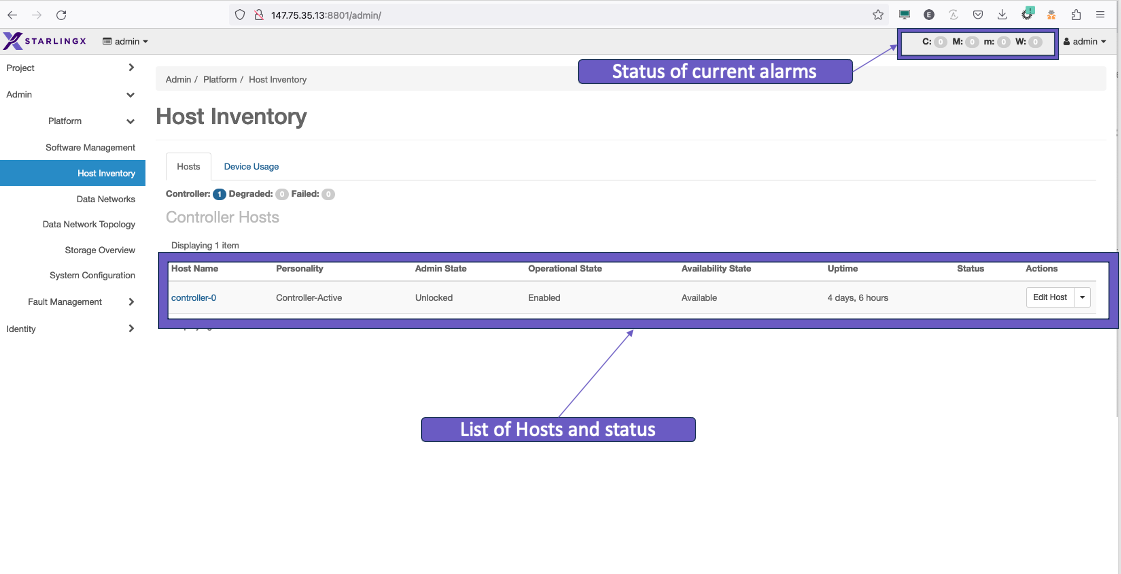 147.75.35.13:8801/admin/
STARLINGX admin C: 0 M: 0 m: 0 W: 0 admin
Status of current alarms
Project
Admin
Platform
Software Management
Host Inventory
Data Networks
Data Network Topology
Storage Overview
System Configuration
Fault Management
Identity
Admin / Platform / Host Inventory
Host Inventory
Hosts Device Usage
Controller: 1 Degraded: 0 Failed: 0
Controller Hosts
Displaying 1 item
Host Name Personality Admin State Operational State Availability State Uptime Status Actions
controller-0 Controller-Active Unlocked Enabled Available 4 days, 6 hours Edit Host
List of Hosts and status